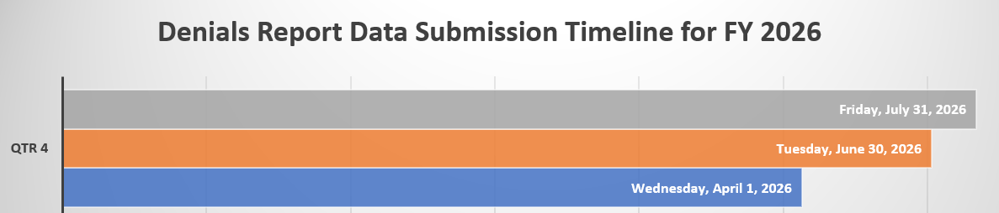 Denials Report Data Submission Timeline for FY 2026
Friday, July 31, 2026
QTR 4
Tuesday, June 30, 2026
Wednesday, April 1, 2026